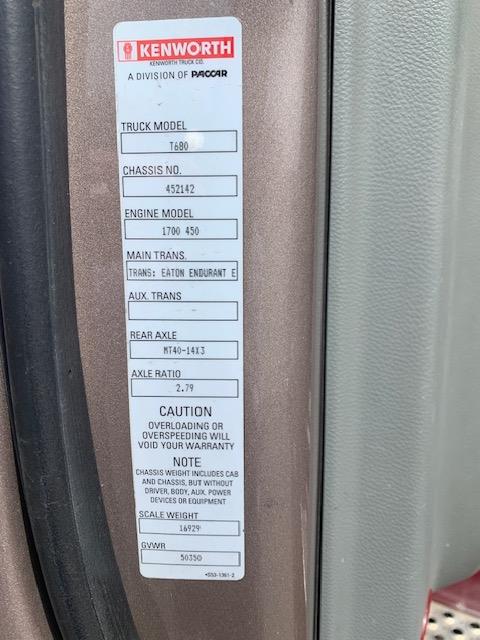 KENWORTH
KENWORTH TRUCK CO.
A DIVISION OF PACCAR
TRUCK MODEL
T680
CHASSIS NO.
452142
ENGINE MODEL
1700 450
MAIN TRANS.
TRANS: EATON ENDURANT E
AUX. TRANS
REAR AXLE
MT40-14X3
AXLE RATIO
2.79
CAUTION
OVERLOADING OR
OVERSPEEDING WILL
VOID YOUR WARRANTY
NOTE
CHASSIS WEIGHT INCLUDES CAB
AND CHASSIS, BUT WITHOUT
DRIVER, BODY, AUX. POWER
DEVICES OR EQUIPMENT
SCALE WEIGHT
16929
GVWR
50350
•S53-1361-2